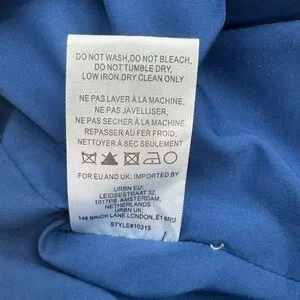 DO NOT WASH,DO NOT BLEACH,
DO NOT TUMBLE DRY,
LOW IRON,DRY CLEAN ONLY
NE PAS LAVER À LA MACHINE,
NE PAS JAVELLISER,
NE PAS SECHER À LA MACHINE,
REPASSER AU FER FROID,
NETTOYER À SEC SEULEMENT
FOR EU AND UK: IMPORTED BY
URBN EU:
LEIDSESTRAAT 32,
1017PB AMSTERDAM,
NETHERLANDS
URBN UK:
146 BRICK LANE LONDON, E1 6RU
STYLE#10315